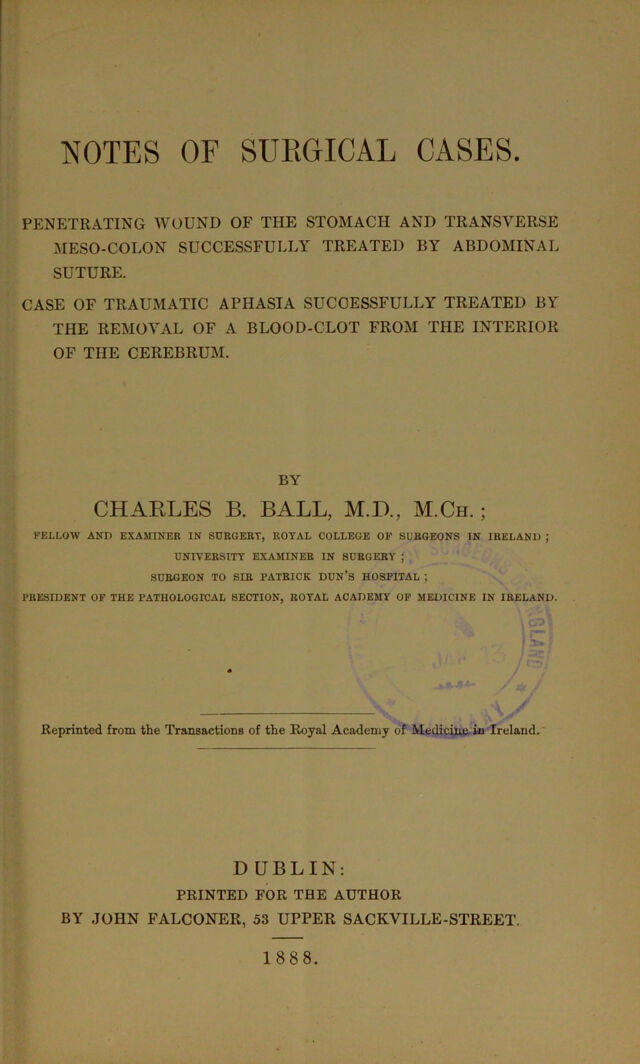 NOTES OF SURGICAL CASES.
PENETRATING WOUND OF THE STOMACH AND TRANSVERSE
MESO-COLON SUCCESSFULLY TREATED BY ABDOMINAL
SUTURE.
CASE OF TRAUMATIC APHASIA SUCCESSFULLY TREATED BY
THE REMOVAL OF A BLOOD-CLOT FROM THE INTERIOR
OF THE CEREBRUM.
BY
CHARLES B. BALL, M.D., M.CH.;
FELLOW AND EXAMINER IN SURGERY, ROYAL COLLEGE OF SURGEONS IN IRELAND;
UNIVERSITY EXAMINER IN SURGERY;
SURGEON TO SIR PATRICK DUN'S HOSPITAL;
PRESIDENT OF THE PATHOLOGICAL SECTION, ROYAL ACADEMY OF MEDICINE IN IRELAND.
OF SURGEONS OF ENGLAND
LIBRARY
Reprinted from the Transactions of the Royal Academy of Medicine in Ireland.
DUBLIN:
PRINTED FOR THE AUTHOR
BY JOHN FALCONER, 53 UPPER SACKVILLE-STREET.
1888.